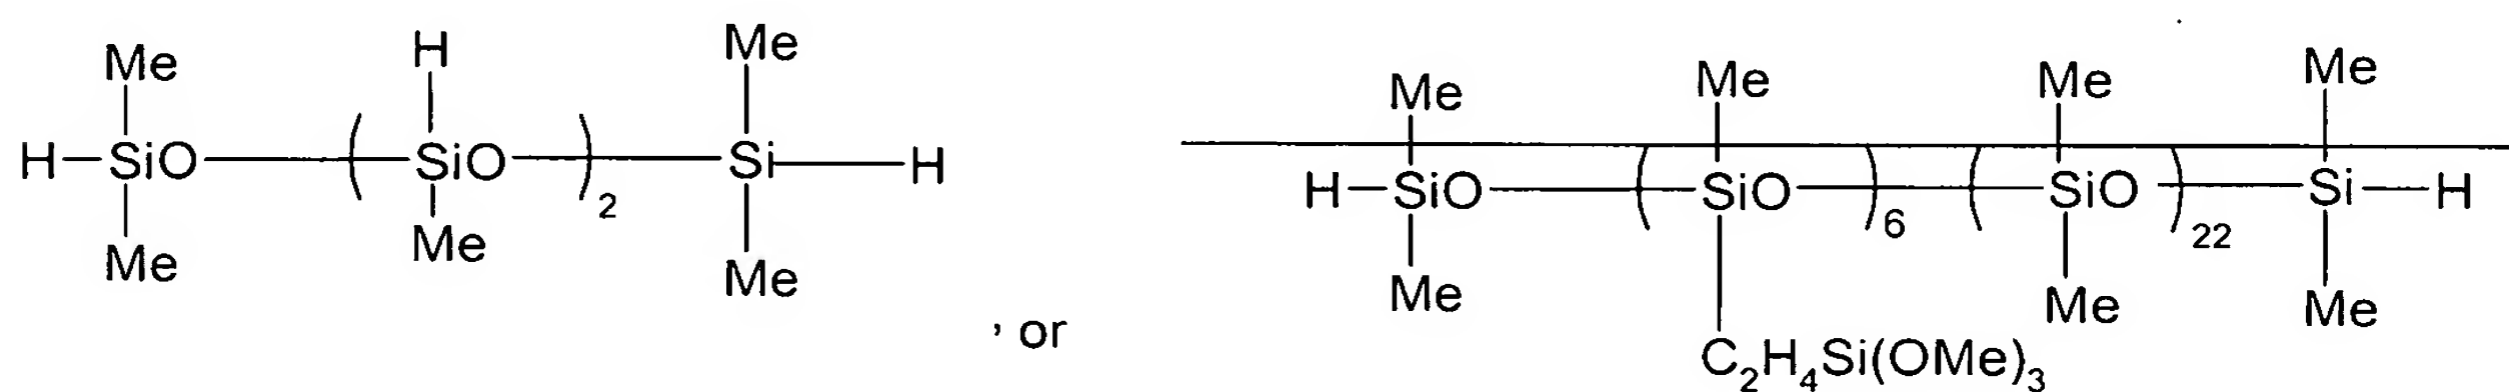 Me H Me Me Me Me Me
H—SiO—(SiO)2—Si—H H—SiO—(SiO)6(SiO)22—Si—H
Me Me Me Me Me Me
, or
C2H4Si(OMe)3